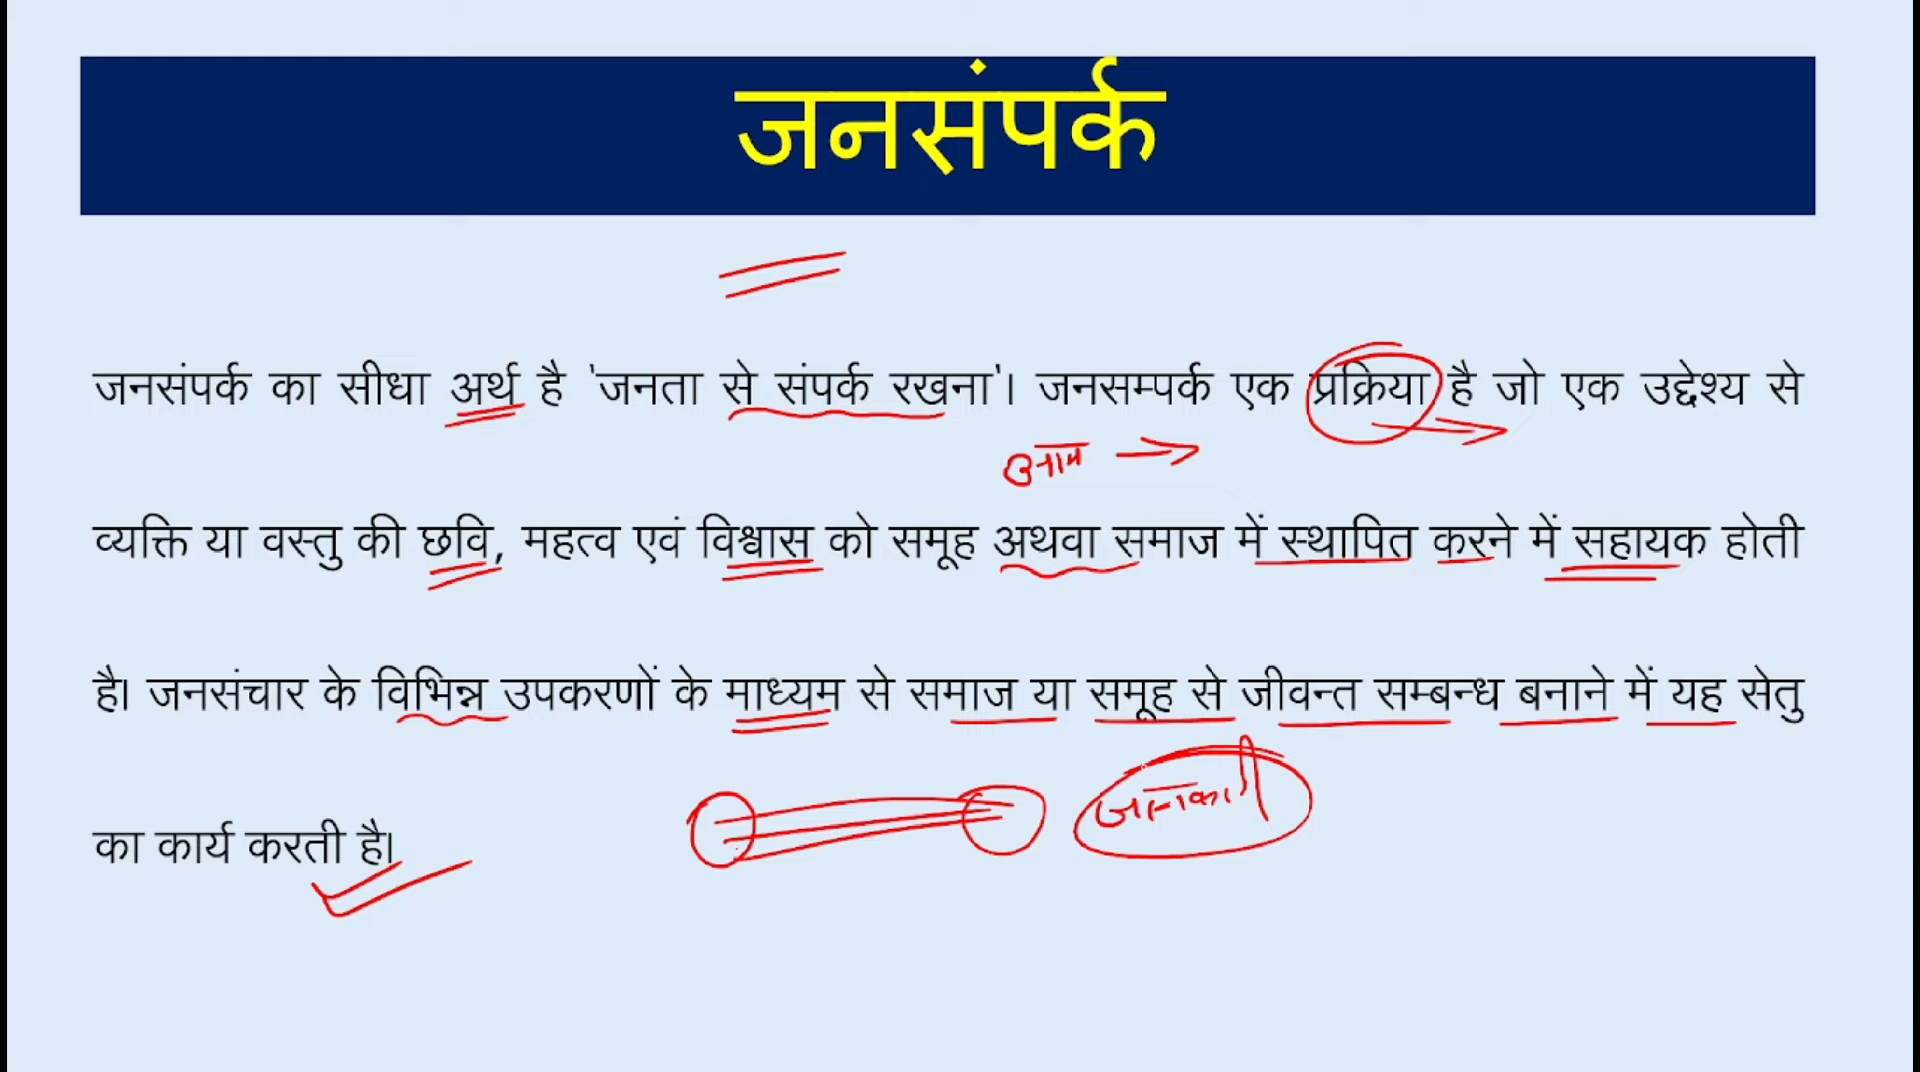 जनसंपर्क
जनसंपर्क का सीधा अर्थ है 'जनता से संपर्क रखना'। जनसम्पर्क एक प्रक्रिया है जो एक उद्देश्य से
आम
व्यक्ति या वस्तु की छवि, महत्व एवं विश्वास को समूह अथवा समाज में स्थापित करने में सहायक होती
है। जनसंचार के विभिन्न उपकरणों के माध्यम से समाज या समूह से जीवन्त सम्बन्ध बनाने में यह सेतु
का कार्य करती है।